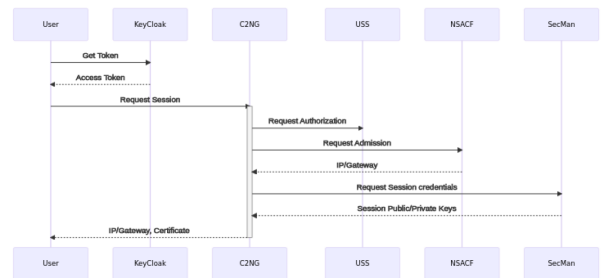 User KeyCloak C2NG USS NSACF SecMan
Get Token
Access Token
Request Session
Request Authorization
Request Admission
IP/Gateway
Request Session credentials
Session Public/Private Keys
IP/Gateway, Certificate
User KeyCloak C2NG USS NSACF SecMan